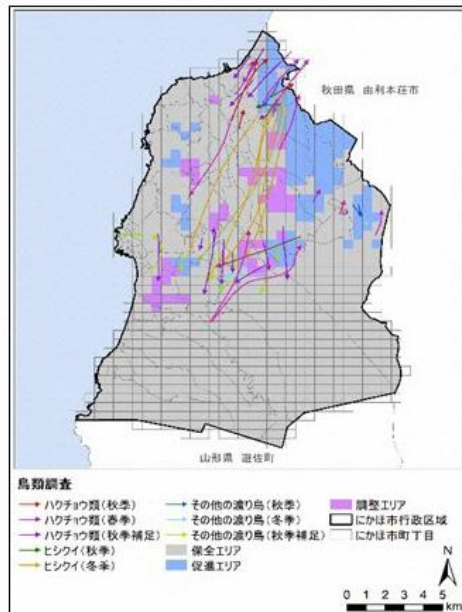 秋田県 由利本荘市
山形県 遊佐町
鳥類調査
ハクチョウ類(秋季)
ハクチョウ類(春季)
ハクチョウ類(秋季補足)
ヒシクイ(秋季)
ヒシクイ(冬季)
その他の渡り鳥(秋季)
その他の渡り鳥(冬季)
その他の渡り鳥(秋季補足)
保全エリア
促進エリア
調整エリア
にかほ市行政区域
にかほ市町丁目
N
0 1 2 3 4 5
km